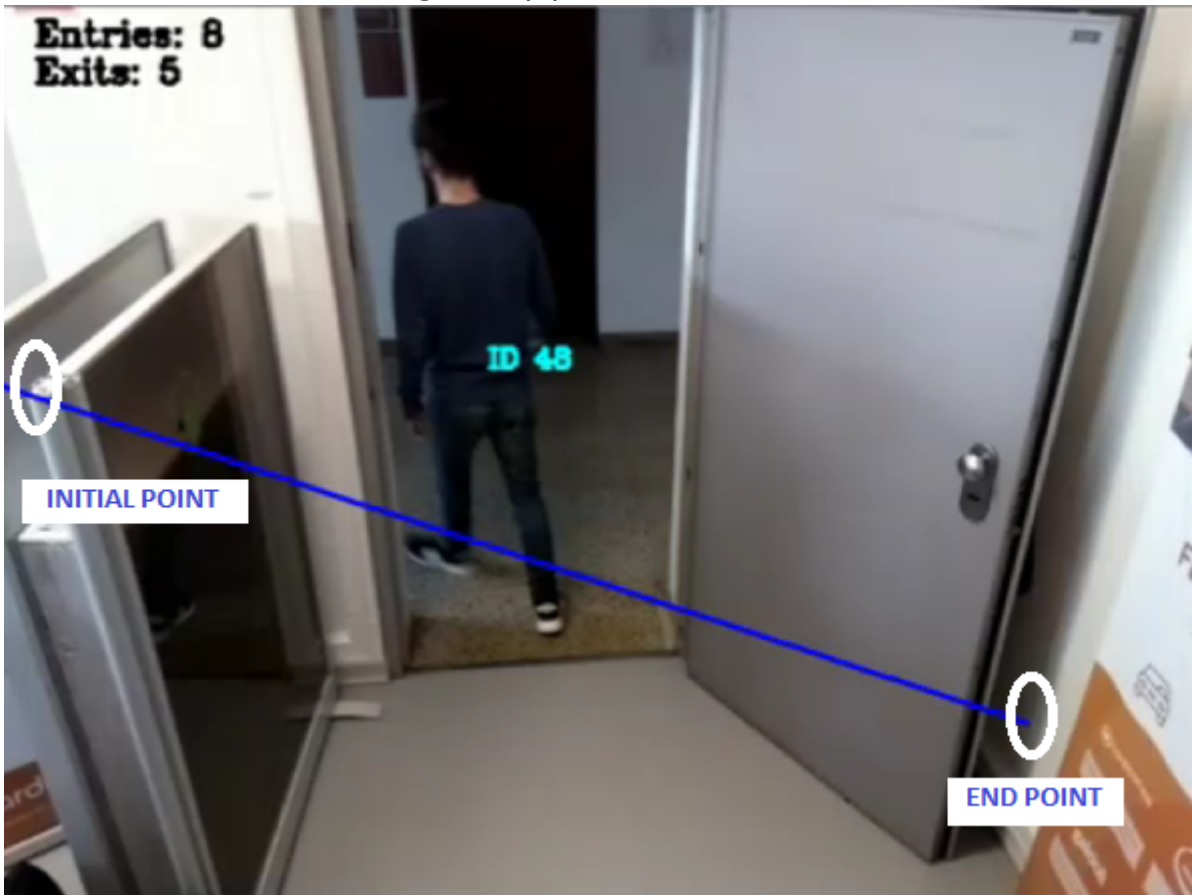 Entries: 8
Exits: 5
ID 48
INITIAL POINT
END POINT